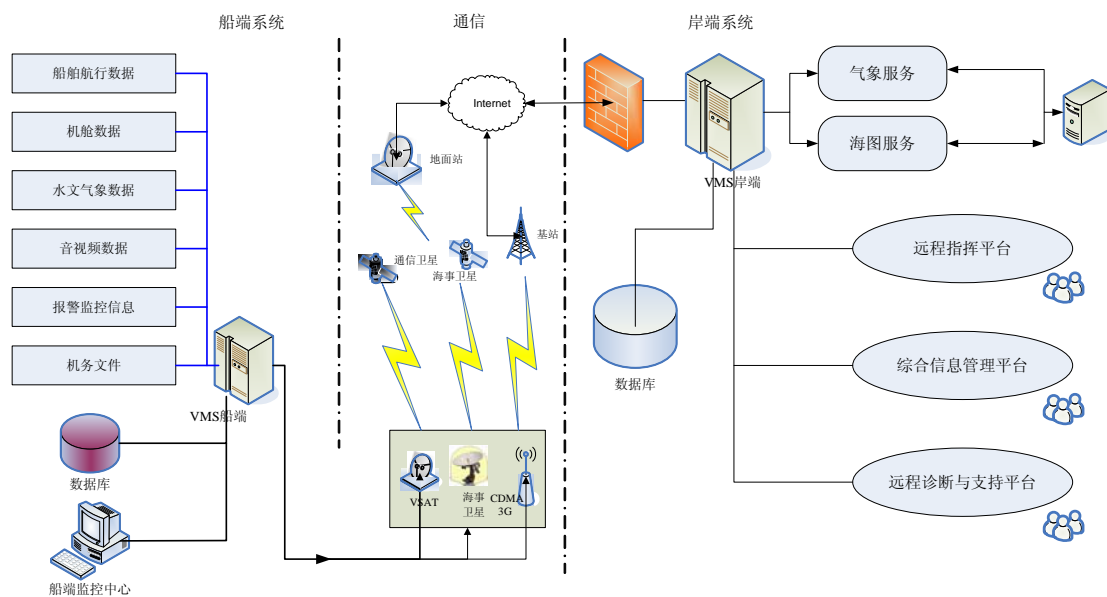 船端系统
通信
岸端系统
船舶航行数据
机舱数据
水文气象数据
音视频数据
报警监控信息
机务文件
VMS船端
数据库
船端监控中心
Internet
地面站
通信卫星
海事卫星
基站
VSAT
海事
卫星
CDMA
3G
VMS岸端
数据库
气象服务
海图服务
远程指挥平台
综合信息管理平台
远程诊断与支持平台